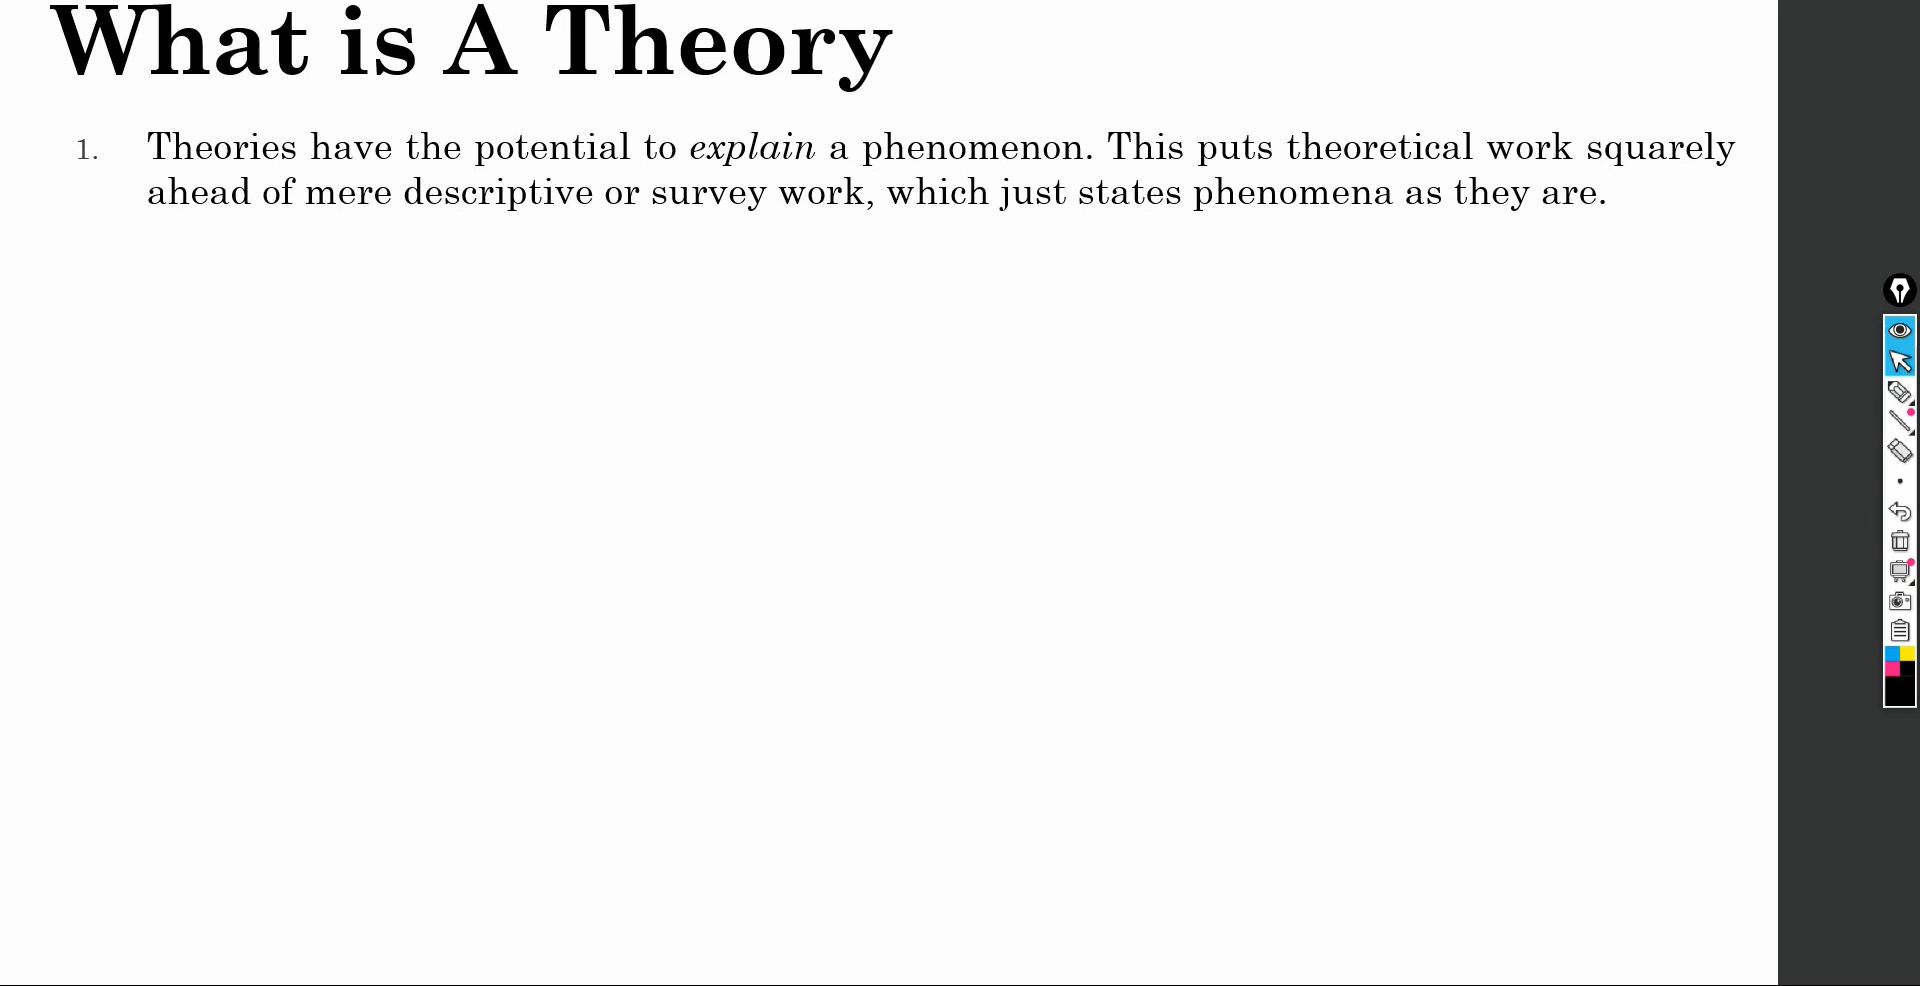 What is A Theory
1. Theories have the potential to explain a phenomenon. This puts theoretical work squarely
ahead of mere descriptive or survey work, which just states phenomena as they are.